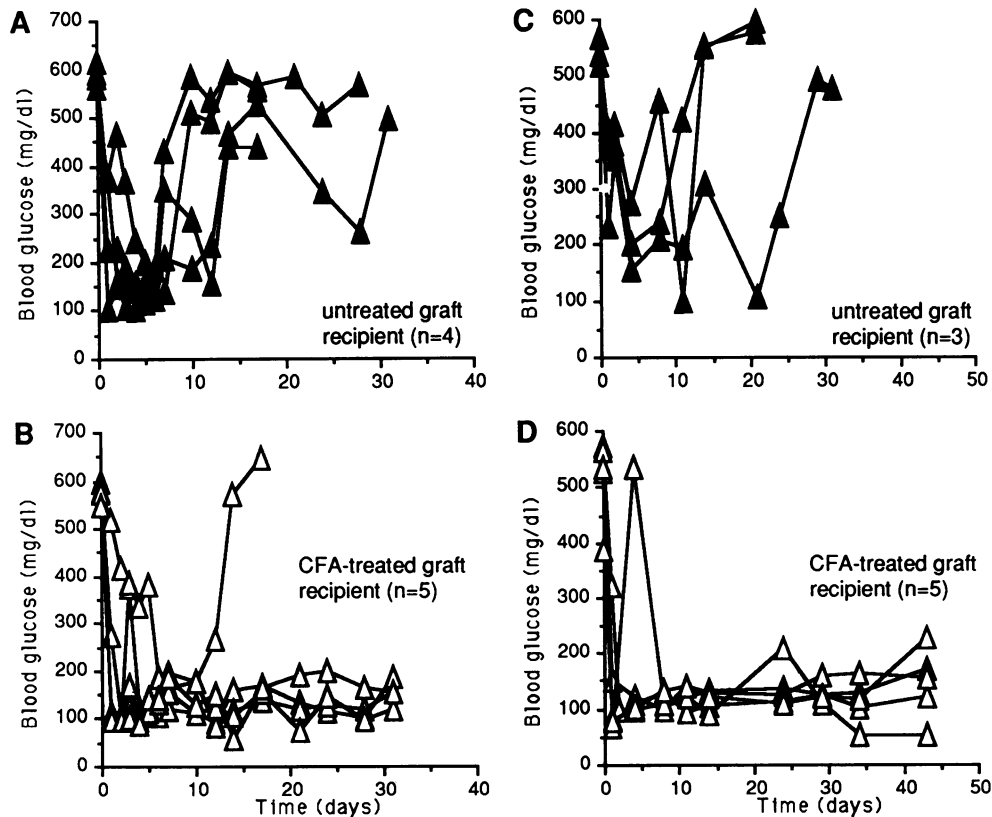 A
700
600
500
400
300
200
100
0
Blood glucose (mg/dl)
untreated graft
recipient (n=4)
0 10 20 30 40
C
600
500
400
300
200
100
0
Blood glucose (mg/dl)
untreated graft
recipient (n=3)
0 10 20 30 40 50
B
700
600
500
400
300
200
100
0
Blood glucose (mg/dl)
CFA-treated graft
recipient (n=5)
0 10 20 30 40
Time (days)
D
600
500
400
300
200
100
0
Blood glucose (mg/dl)
CFA-treated graft
recipient (n=5)
0 10 20 30 40 50
Time (days)